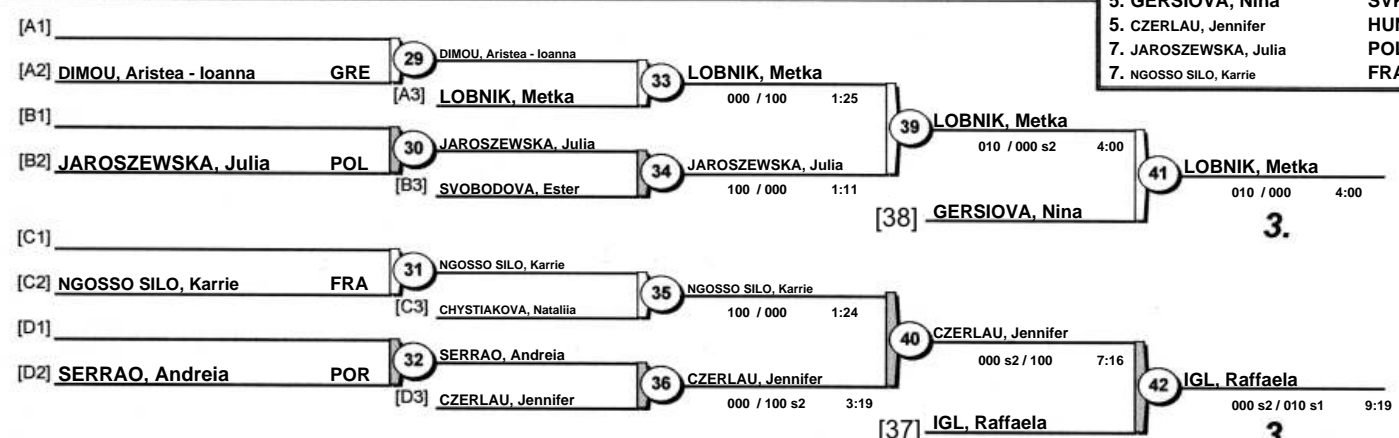 5. GERSIOVA, Nina
5. CZERLAU, Jennifer
7. JAROSZEWSKA, Julia
7. NGOSSO SILO, Karrie
[A1]
[A2] DIMOU, Aristea - Ioanna GRE
29
DIMOU, Aristea - Ioanna
[A3] LOBNIK, Metka
33
LOBNIK, Metka
000 / 100 1:25
[B1]
[B2] JAROSZEWSKA, Julia POL
30
JAROSZEWSKA, Julia
[B3] SVOBODOVA, Ester
34
JAROSZEWSKA, Julia
100 / 000 1:11
39
LOBNIK, Metka
010 / 000 s2 4:00
[38] GERSIOVA, Nina
41
LOBNIK, Metka
010 / 000 4:00
3.
[C1]
[C2] NGOSSO SILO, Karrie FRA
31
NGOSSO SILO, Karrie
[C3] CHYSTIAKOVA, Nataliia
35
NGOSSO SILO, Karrie
100 / 000 1:24
[D1]
[D2] SERRAO, Andreia POR
32
SERRAO, Andreia
[D3] CZERLAU, Jennifer
36
CZERLAU, Jennifer
000 / 100 s2 3:19
40
CZERLAU, Jennifer
000 s2 / 100 7:16
[37] IGL, Raffaela
42
IGL, Raffaela
000 s2 / 010 s1 9:19
3